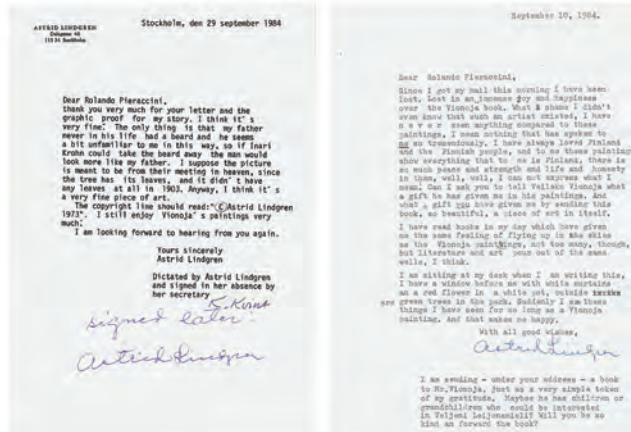 ASTRID LINDGREN
Dalagatan 46
113 24 Stockholm
Stockholm, den 29 september 1984
Dear Rolando Pieraccini,
thank you very much for your letter and the
graphic proof for my story. I think it's
very fine. The only thing is that my father
never in his life had a beard and he seems
a bit unfamiliar to me in this way, so if Inari
Krohn could take the beard away the man would
look more like my father. I suppose the picture
is meant to be from their meeting in heaven, since
the tree has its leaves, and it didn't have
any leaves at all in 1903. Anyway, I think it's
a very fine piece of art.
The copyright line should read:"©Astrid Lindgren
1973". I still enjoy Vionoja's paintings very
much.
I am looking forward to hearing from you again.
Yours sincerely
Astrid Lindgren
Dictated by Astrid Lindgren
and signed in her absence by
her secretary
signed later!
Astrid Lindgren
September 10, 1984.
Dear Rolando Pieraccini,
Since I got my mail this morning I have been
lost. Lost in an immense joy and happiness
over the Vionoja book. What a shame I didn't
even know that such an artist existed, I have
n e v e r seen anything compared to these
paintings, I mean nothing that has spoken to
me so tremendously. I have always loved Finland
and the Finnish people, and to me these paintings
show everything that to me is Finland, there is
so much peace and strength and life and honesty
in them, well, well, I can not express what I
mean. Can I ask you to tell Veikko Vionoja what
a gift he has given me in his paintings. And
what a gift you have given me by sending this
book, so beautiful, a piece of art in itself.
I have read books in my day which have given
me the same feeling of flying up in the skies
as the Vionoja paintings, not too many, though,
but literature and art pour out of the same
wells, I think.
I am sitting at my desk when I am writing this,
I have a window before me with white curtains
an a red flower in a white pot, outside
are green trees in the park. Suddenly I see these
things I have seen for so long as a Vionoja
painting. And that makes me happy.
With all good wishes,
Astrid Lindgren
I am sending - under your address - a book
to Mr.Vionoja, just as a very simple token
of my gratitude. Maybe he has children or
grandchildren who could be interested
in Veljeni Leijonamieli? Will you be so
kind an forward the book?